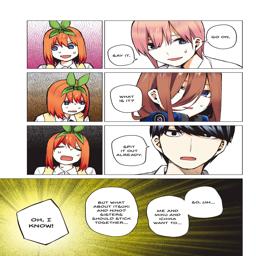 GO ON.
SAY IT.
WHAT
IS IT?
SPIT
IT OUT
ALREADY.
SO, UM...
ME AND
MIKU AND
ICHIKA
WANT TO...
BUT WHAT
ABOUT ITSUKI
AND NINO?
SISTERS
SHOULD STICK
TOGETHER...
OH, I
KNOW!